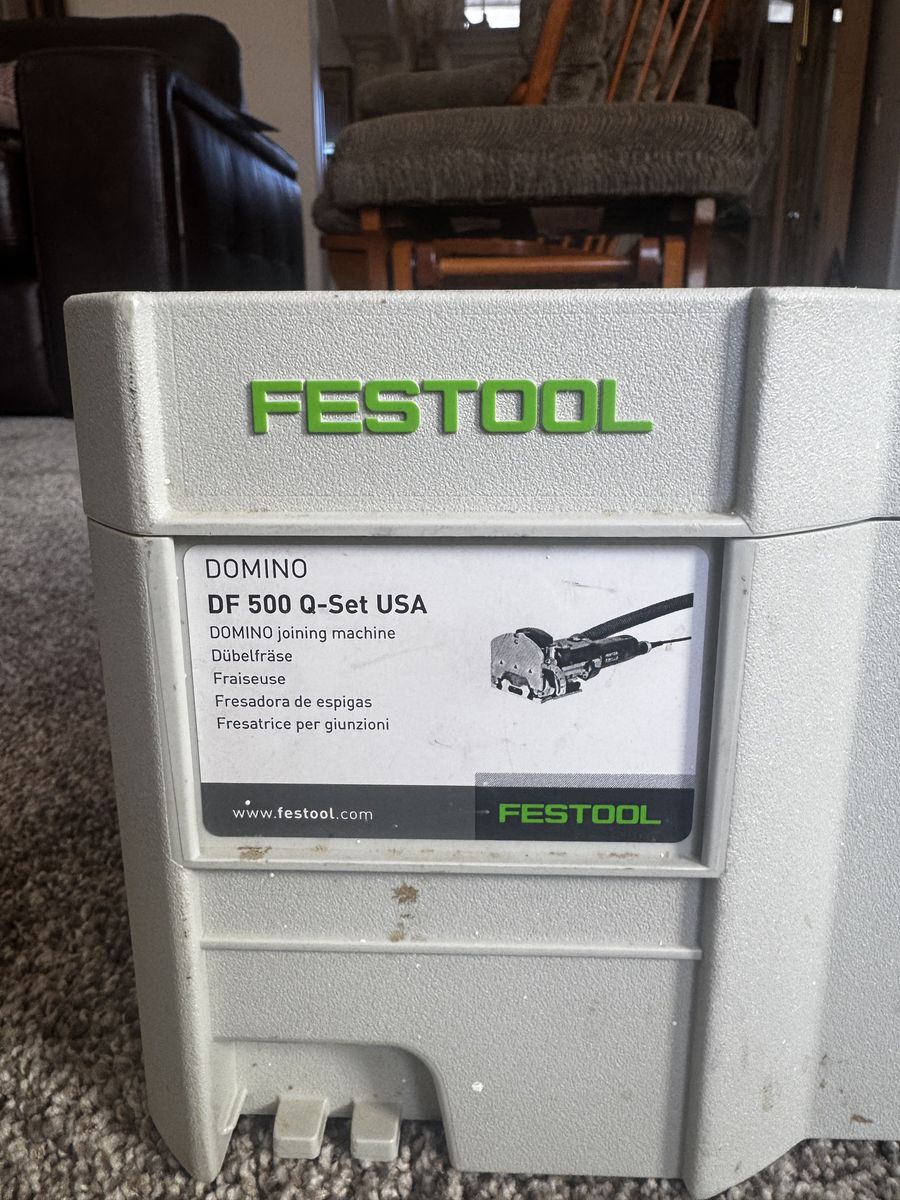 FESTOOL
DOMINO
DF 500 Q-Set USA
DOMINO joining machine
Dübelfräse
Fraiseuse
Fresadora de espigas
Fresatrice per giunzioni
www.festool.com
FESTOOL